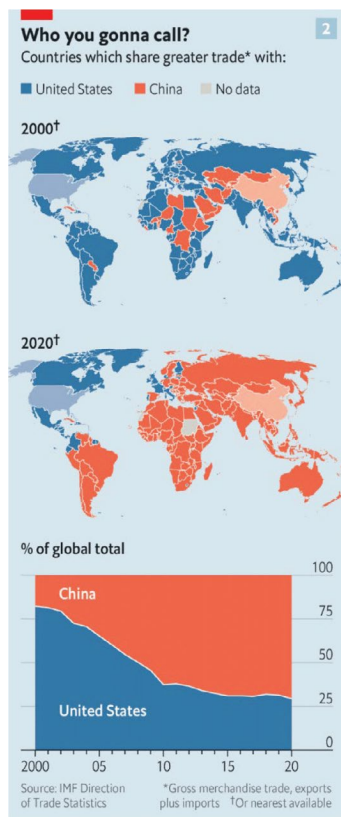 Who you gonna call?
2
Countries which share greater trade* with:
United States China No data
2000†
2020†
% of global total
100
China
75
50
United States
25
0
2000 05 10 15 20
Source: IMF Direction
of Trade Statistics
*Gross merchandise trade, exports
plus imports †Or nearest available